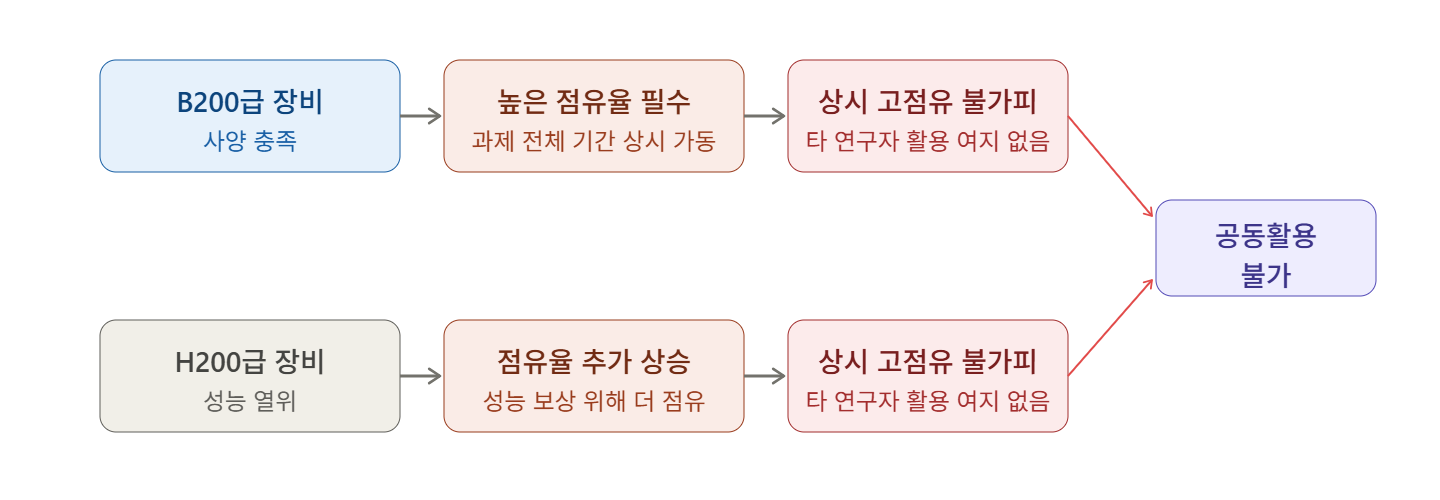 B200급 장비
사양 충족
높은 점유율 필수
과제 전체 기간 상시 가동
상시 고점유 불가피
타 연구자 활용 여지 없음
공동활용
불가
H200급 장비
성능 열위
점유율 추가 상승
성능 보상 위해 더 점유
상시 고점유 불가피
타 연구자 활용 여지 없음